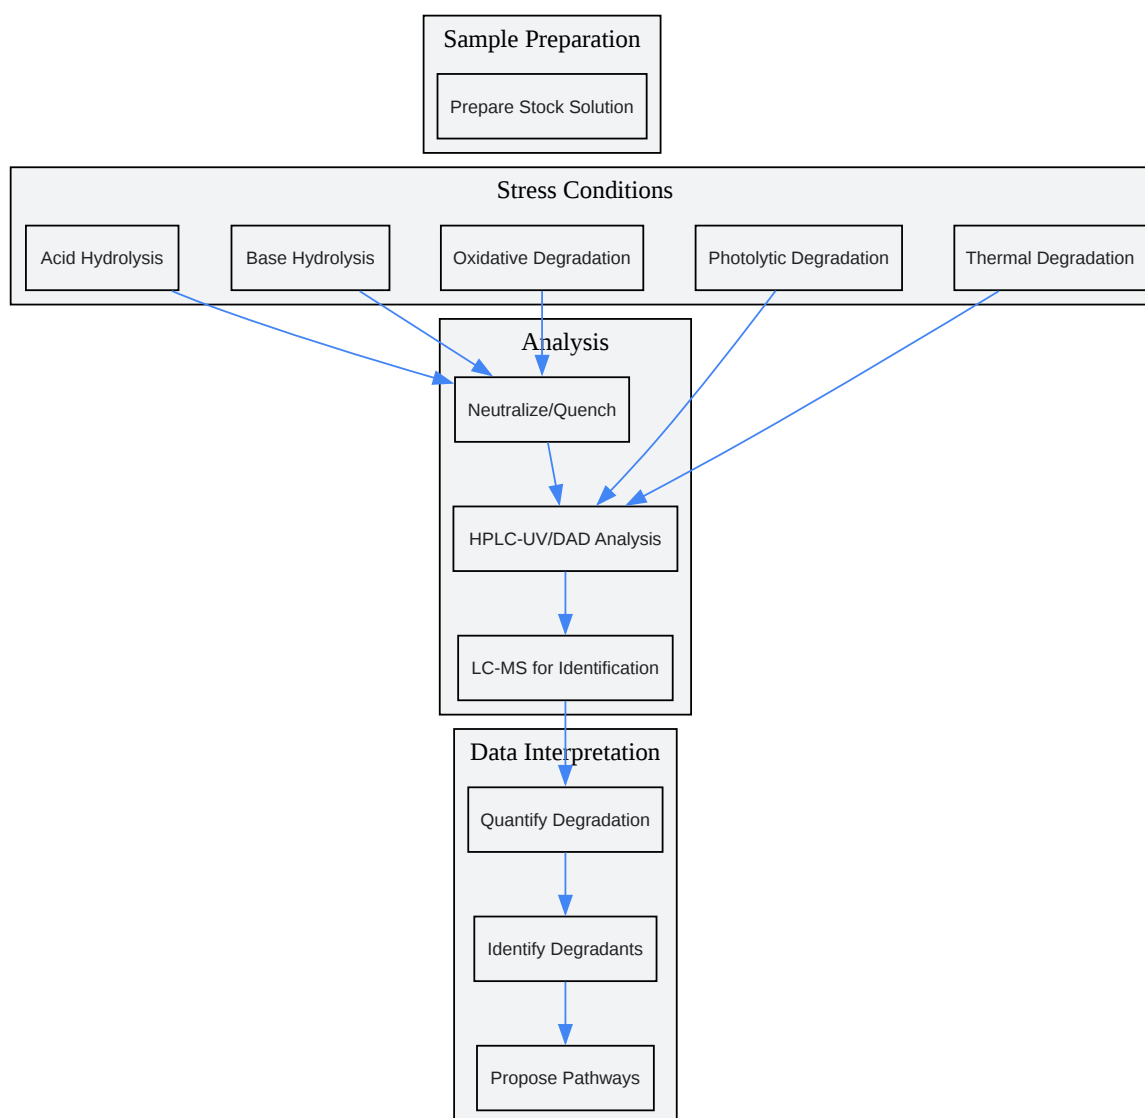 Sample Preparation
Prepare Stock Solution
Stress Conditions
Acid Hydrolysis
Base Hydrolysis
Oxidative Degradation
Photolytic Degradation
Thermal Degradation
Analysis
Neutralize/Quench
HPLC-UV/DAD Analysis
LC-MS for Identification
Data Interpretation
Quantify Degradation
Identify Degradants
Propose Pathways